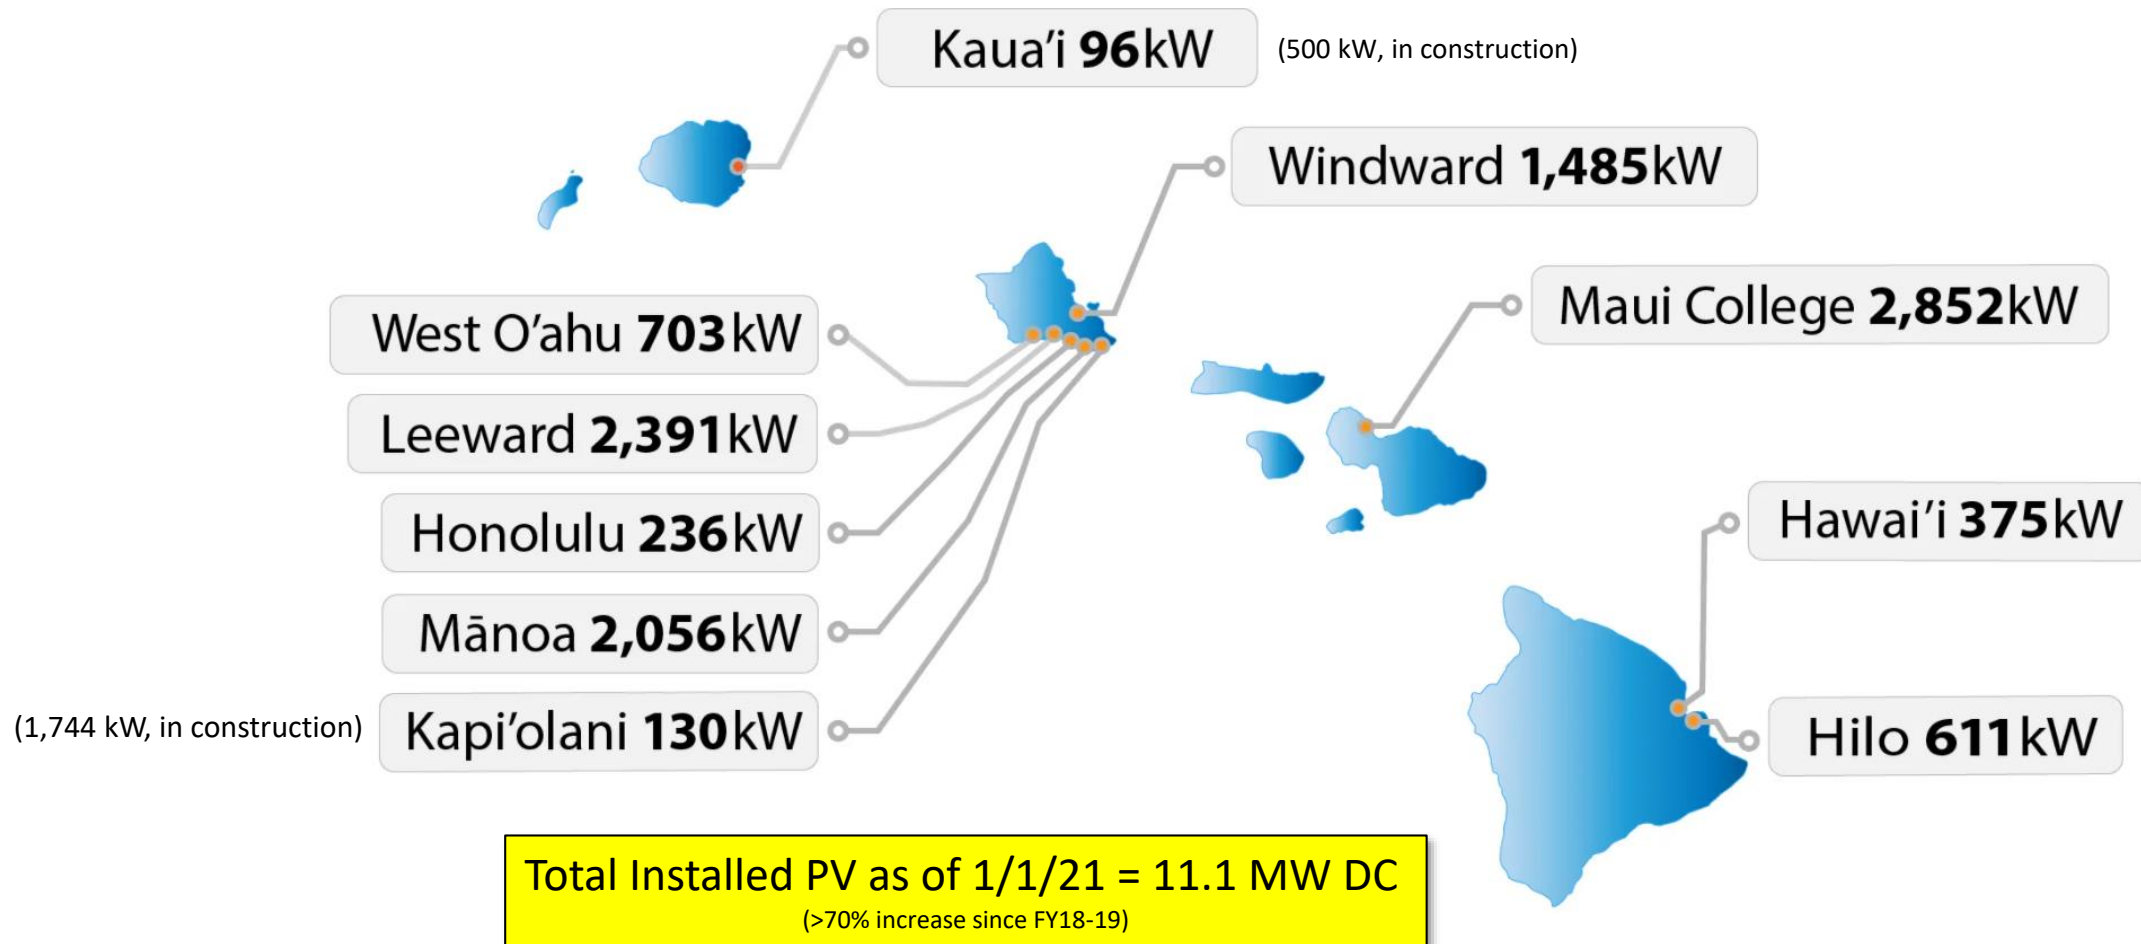 Kaua’i 96kW
(500 kW, in construction)
Windward 1,485kW
Maui College 2,852kW
West O’ahu 703kW
Leeward 2,391kW
Honolulu 236kW
Mānoa 2,056kW
(1,744 kW, in construction)
Kapi’olani 130kW
Hawai’i 375kW
Hilo 611kW
Total Installed PV as of 1/1/21 = 11.1 MW DC
(>70% increase since FY18-19)